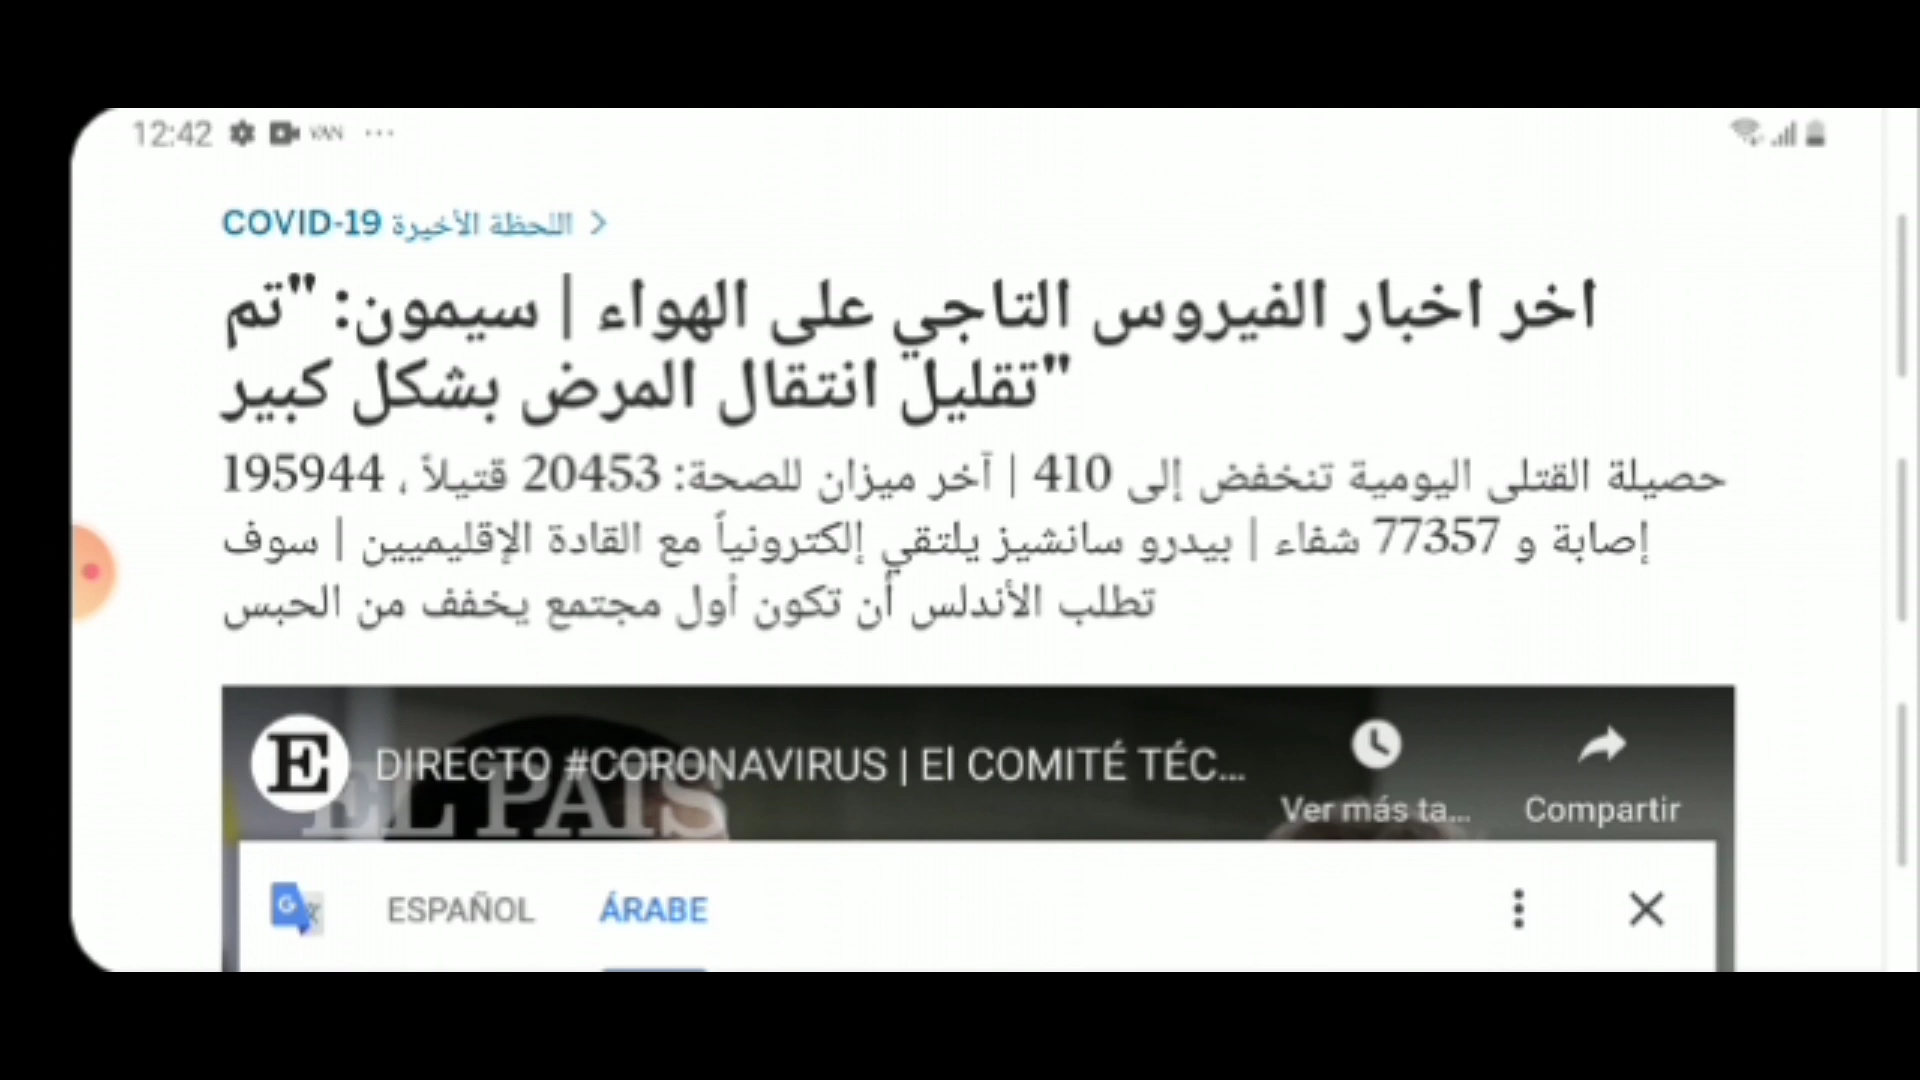 12:42 VAN ...
COVID-19 اللحظة الأخيرة >
اخر اخبار الفيروس التاجي على الهواء | سيمون: "تم
تقليل انتقال المرض بشكل كبير"
حصيلة القتلى اليومية تنخفض إلى 410 | آخر ميزان للصحة: 20453 قتيلاً ، 195944
إصابة و 77357 شفاء | بيدرو سانشيز يلتقي إلكترونياً مع القادة الإقليميين | سوف
تطلب الأندلس أن تكون أول مجتمع يخفف من الحبس
E DIRECTO #CORONAVIRUS | El COMITÉ TÉC...
EL PAIS
Ver más ta... Compartir
G ESPAÑOL ÁRABE